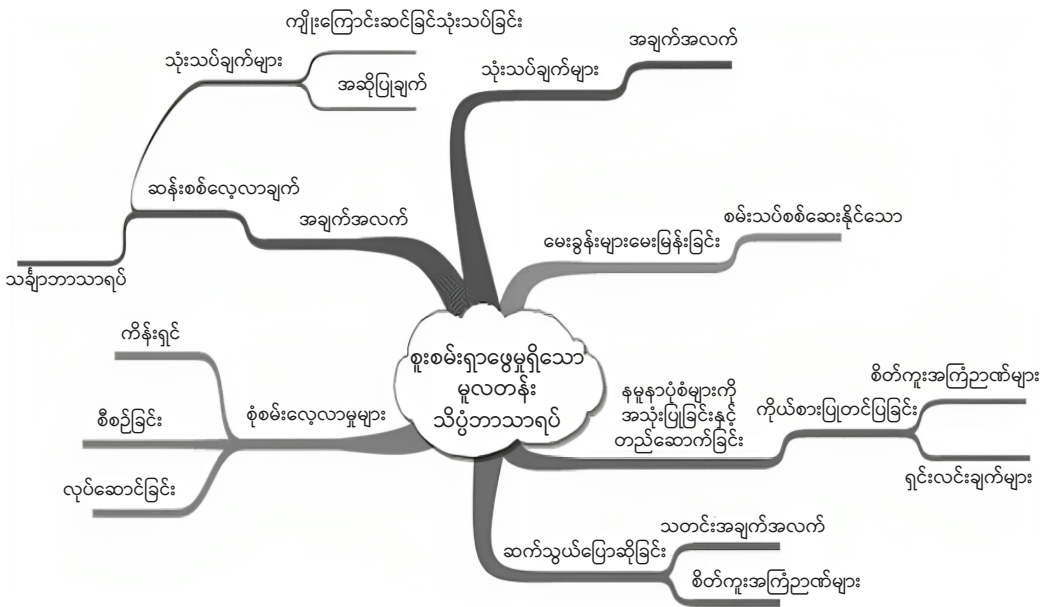 ကျိုးကြောင်းဆင်ခြင်သုံးသပ်ခြင်း
သုံးသပ်ချက်များ
အဆိုပြုချက်
ဆန်းစစ်လေ့လာချက်
အချက်အလက်
သင်္ချာဘာသာရပ်
သုံးသပ်ချက်များ
အချက်အလက်
မေးခွန်းများမေးမြန်းခြင်း
စမ်းသပ်စစ်ဆေးနိုင်သော
စူးစမ်းရှာဖွေမှုရှိသော
မူလတန်း
သိပ္ပံဘာသာရပ်
ကိန်းရှင်
စီစဉ်ခြင်း
စုံစမ်းလေ့လာမှုများ
လုပ်ဆောင်ခြင်း
နမူနာပုံစံများကို
အသုံးပြုခြင်းနှင့်
တည်ဆောက်ခြင်း
ကိုယ်စားပြုတင်ပြခြင်း
စိတ်ကူးအကြံဉာဏ်များ
ရှင်းလင်းချက်များ
ဆက်သွယ်ပြောဆိုခြင်း
သတင်းအချက်အလက်
စိတ်ကူးအကြံဉာဏ်များ